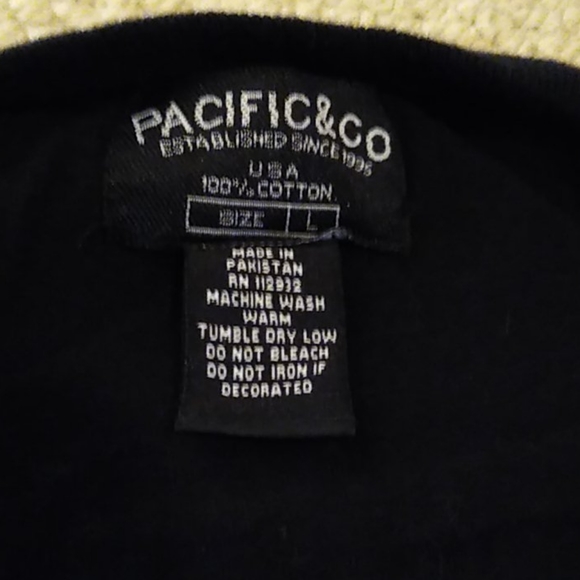 PACIFIC&CO
ESTABLISHED SINCE 1995
USA
100% COTTON
SIZE L
MADE IN
PAKISTAN
RN 112932
MACHINE WASH
WARM
TUMBLE DRY LOW
DO NOT BLEACH
DO NOT IRON IF
DECORATED